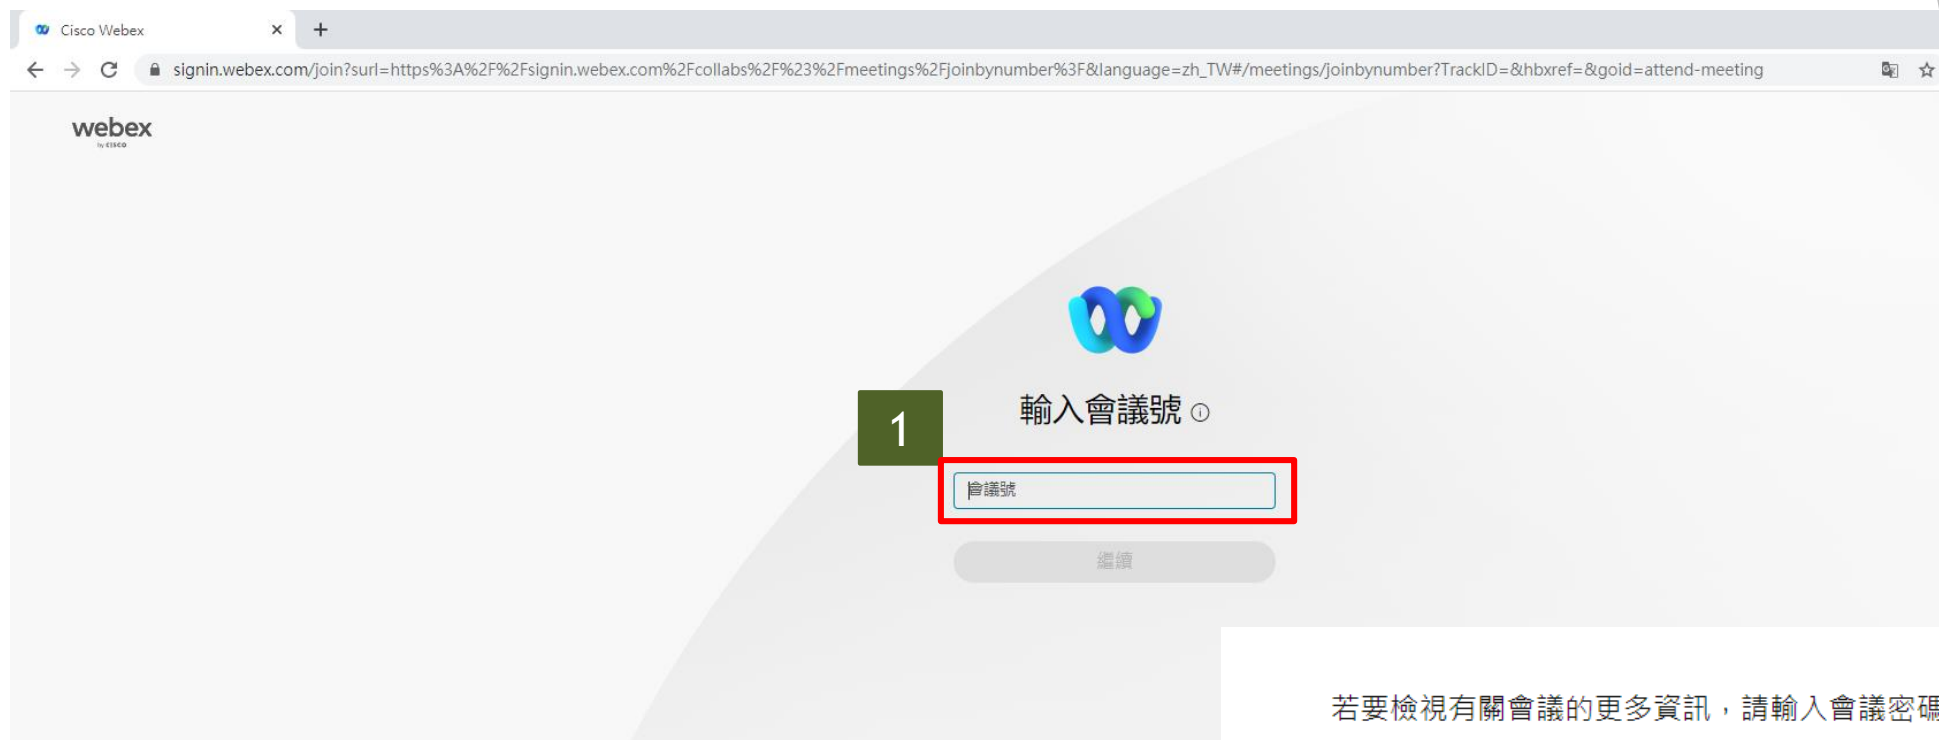 Cisco Webex
signin.webex.com/join?surl=https%3A%2F%2Fsignin.webex.com%2Fcollabs%2F%23%2Fmeetings%2Fjoinbynumber%3F&language=zh_TW#/meetings/joinbynumber?TrackID=&hbxref=&goid=attend-meeting
webex
by CISCO
輸入會議號
1
會議號
繼續
若要檢視有關會議的更多資訊，請輸入會議密碼